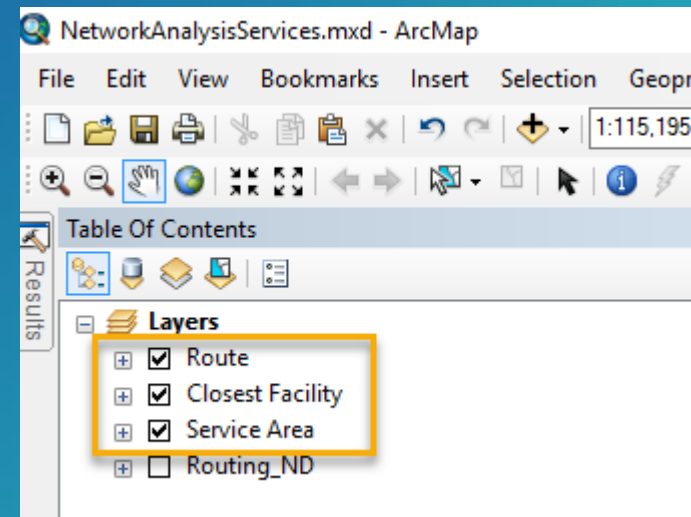 NetworkAnalysisServices.mxd - ArcMap
File Edit View Bookmarks Insert Selection Geopr
1:115,195
Table Of Contents
Results
Layers
Route
Closest Facility
Service Area
Routing_ND